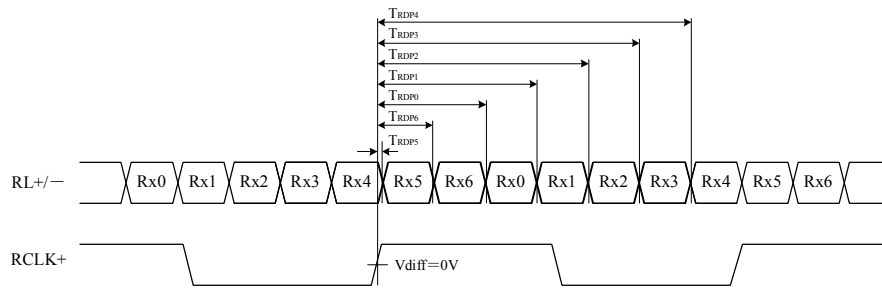 TRDP4
TRDP3
TRDP2
TRDP1
TRDP0
TRDP6
TRDP5
RL+/− Rx0 Rx1 Rx2 Rx3 Rx4 Rx5 Rx6 Rx0 Rx1 Rx2 Rx3 Rx4 Rx5 Rx6
RCLK+
Vdiff=0V